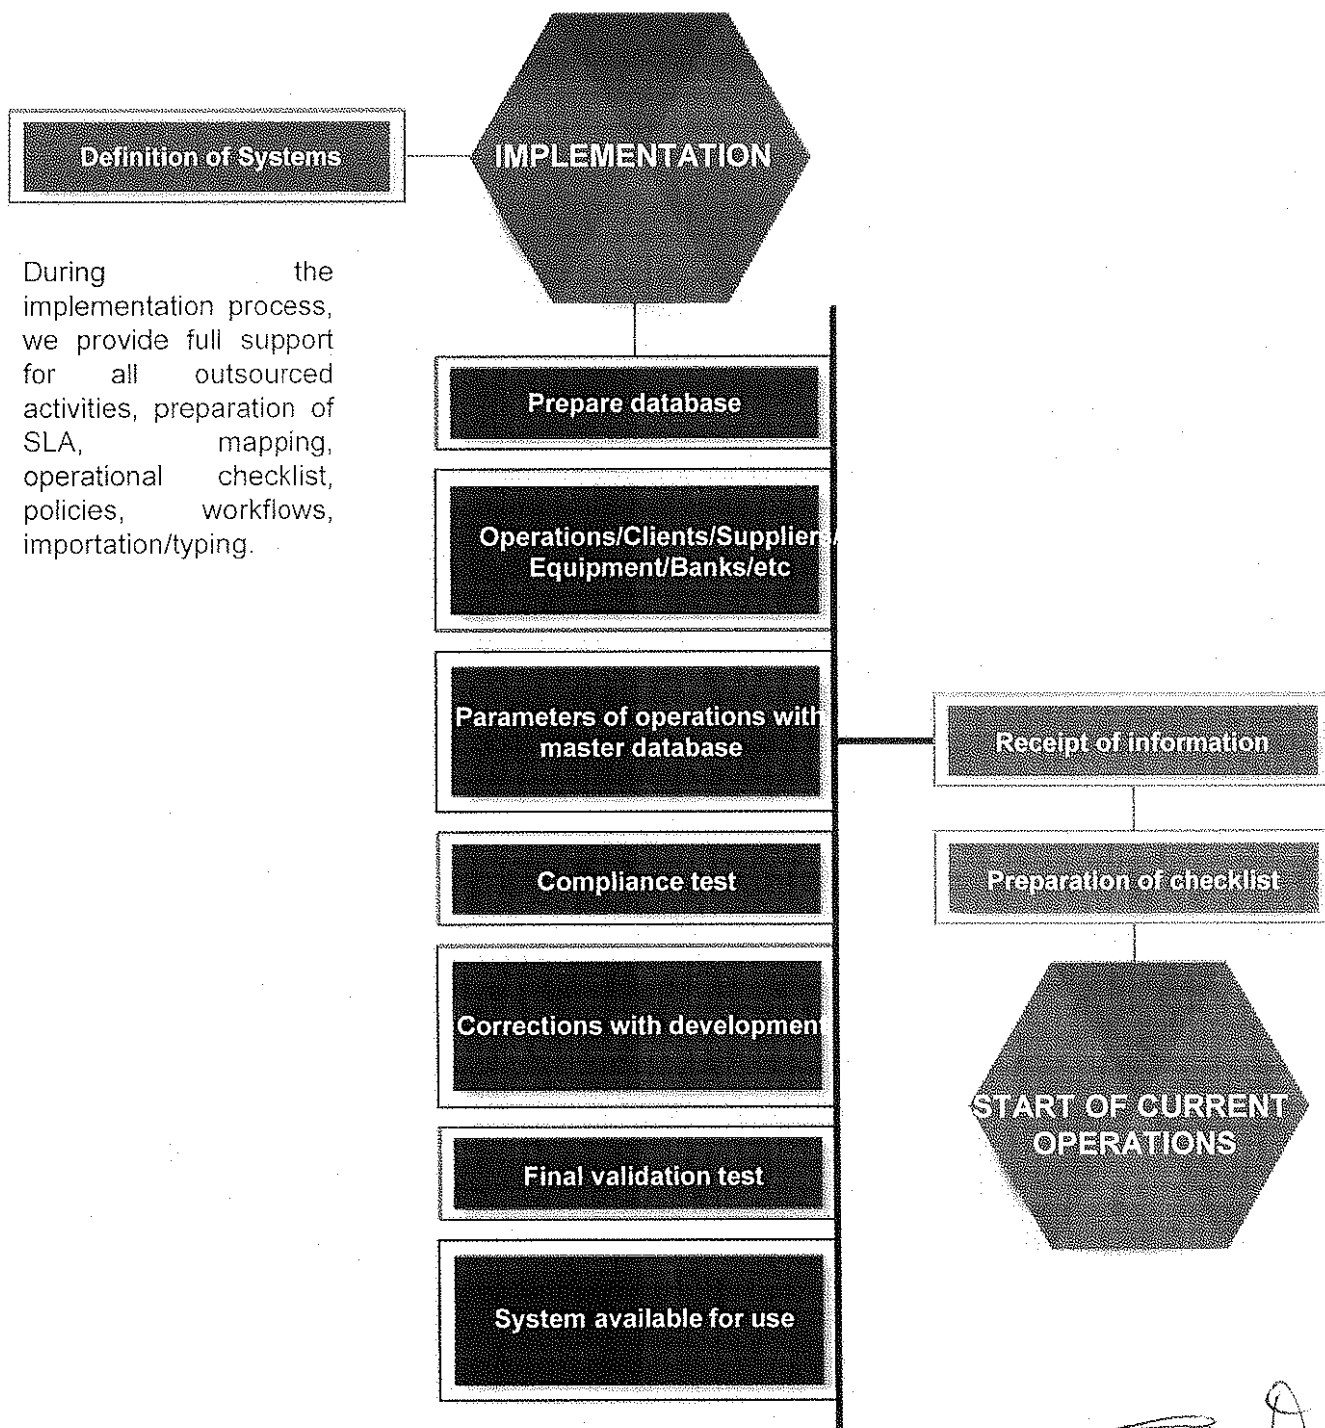 IMPLEMENTATION
Definition of Systems
During the
implementation process,
we provide full support
for all outsourced
activities, preparation of
SLA, mapping,
operational checklist,
policies, workflows,
importation/typing.
Prepare database
Operations/Clients/Suppliers/
Equipment/Banks/etc
Parameters of operations with
master database
Compliance test
Corrections with development
Final validation test
System available for use
Receipt of information
Preparation of checklist
START OF CURRENT
OPERATIONS